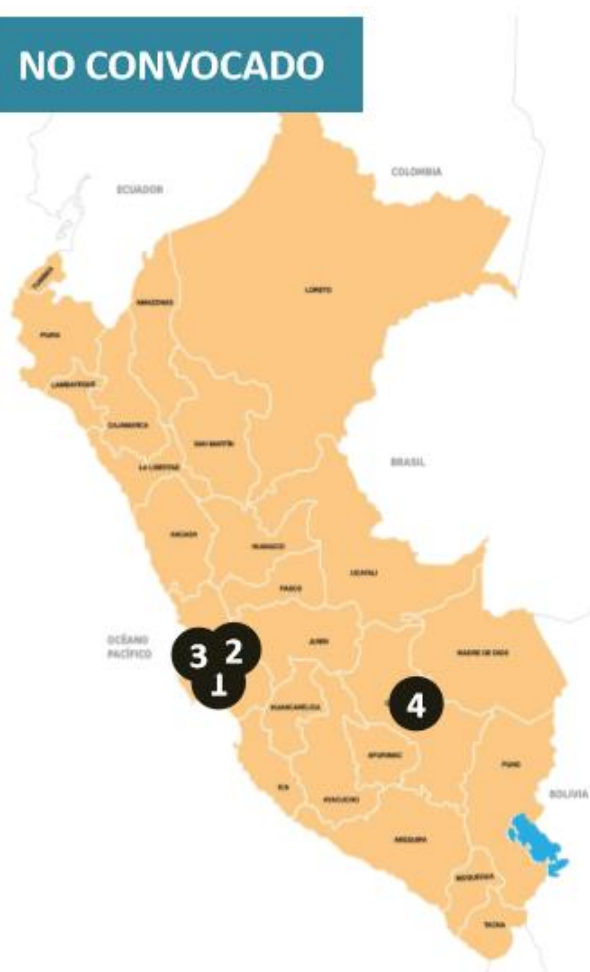 NO CONVOCADO
COLOMBIA
ECUADOR
TUMBES
LORETO
AMAZONAS
PIURA
LAMBAYEQUE
CAJAMARCA
SAN MARTÍN
LA LIBERTAD
BRASIL
ANCASH
HUANUCO
UCAYALI
PASCO
OCÉANO
PACÍFICO
JUNIN
MADRE DE DIOS
3
2
1
4
HUANCAVELICA
APURIMAC
PUNO
ICA
AYACUCHO
BOLIVIA
AREQUIPA
MOQUEGUA
TACNA